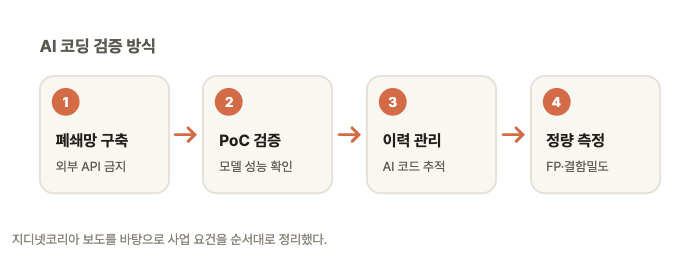 AI 코딩 검증 방식
1
폐쇄망 구축
외부 API 금지
2
PoC 검증
모델 성능 확인
3
이력 관리
AI 코드 추적
4
정량 측정
FP·결함밀도
지디넷코리아 보도를 바탕으로 사업 요건을 순서대로 정리했다.